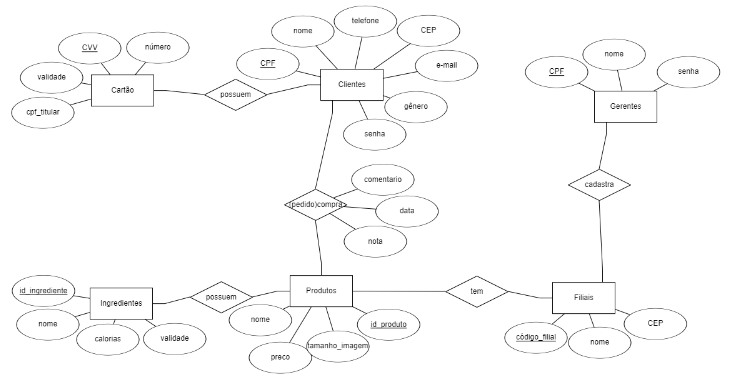 telefone
nome
CEP
CVV
número
e-mail
CPF
nome
validade
Cartão
possuem
Clientes
CPF
senha
cpf_titular
gênero
Gerentes
senha
comentario
cadastra
(pedido)compra
data
nota
id_ingrediente
Ingredientes
possuem
Produtos
tem
Filiais
nome
nome
id_produto
CEP
calorias
validade
código_filial
nome
preco
tamanho_imagem